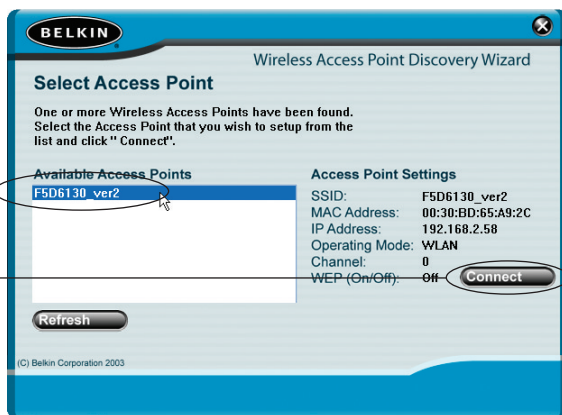 BELKIN
Wireless Access Point Discovery Wizard
Select Access Point
One or more Wireless Access Points have been found.
Select the Access Point that you wish to setup from the
list and click " Connect".
Available Access Points
F5D6130_ver2
Access Point Settings
SSID: F5D6130_ver2
MAC Address: 00:30:BD:65:A9:2C
IP Address: 192.168.2.58
Operating Mode: WLAN
Channel: 0
WEP (On/Off): Off
Connect
Refresh
(C) Belkin Corporation 2003